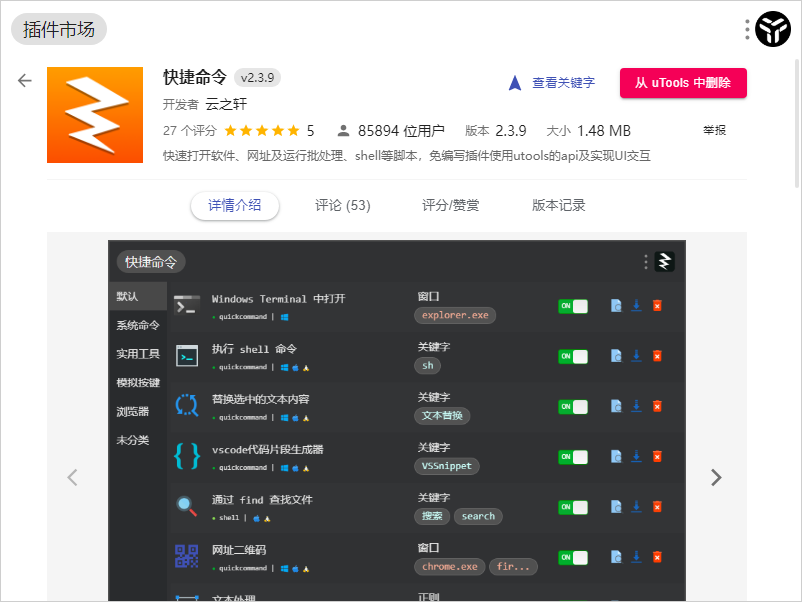 插件市场
快捷命令 v2.3.9
查看关键字
从 uTools 中删除
开发者 云之轩
27 个评分 5 85894 位用户 版本 2.3.9 大小 1.48 MB 举报
快速打开软件、网址及运行批处理、shell等脚本，免编写插件使用utools的api及实现UI交互
详情介绍 评论 (53) 评分/赞赏 版本记录
快捷命令
默认
系统命令
实用工具
模拟按键
浏览器
未分类
Windows Terminal 中打开 窗口
quickcommand | explorer.exe ON
执行 shell 命令 关键字
quickcommand | sh ON
替换选中的文本内容 关键字
quickcommand | 文本替换 ON
vscode代码片段生成器 关键字
quickcommand | VSSnippet ON
通过 find 查找文件 关键字
shell | 搜索 search ON
网址二维码 窗口
quickcommand | chrome.exe fir... ON
文本处理 正则